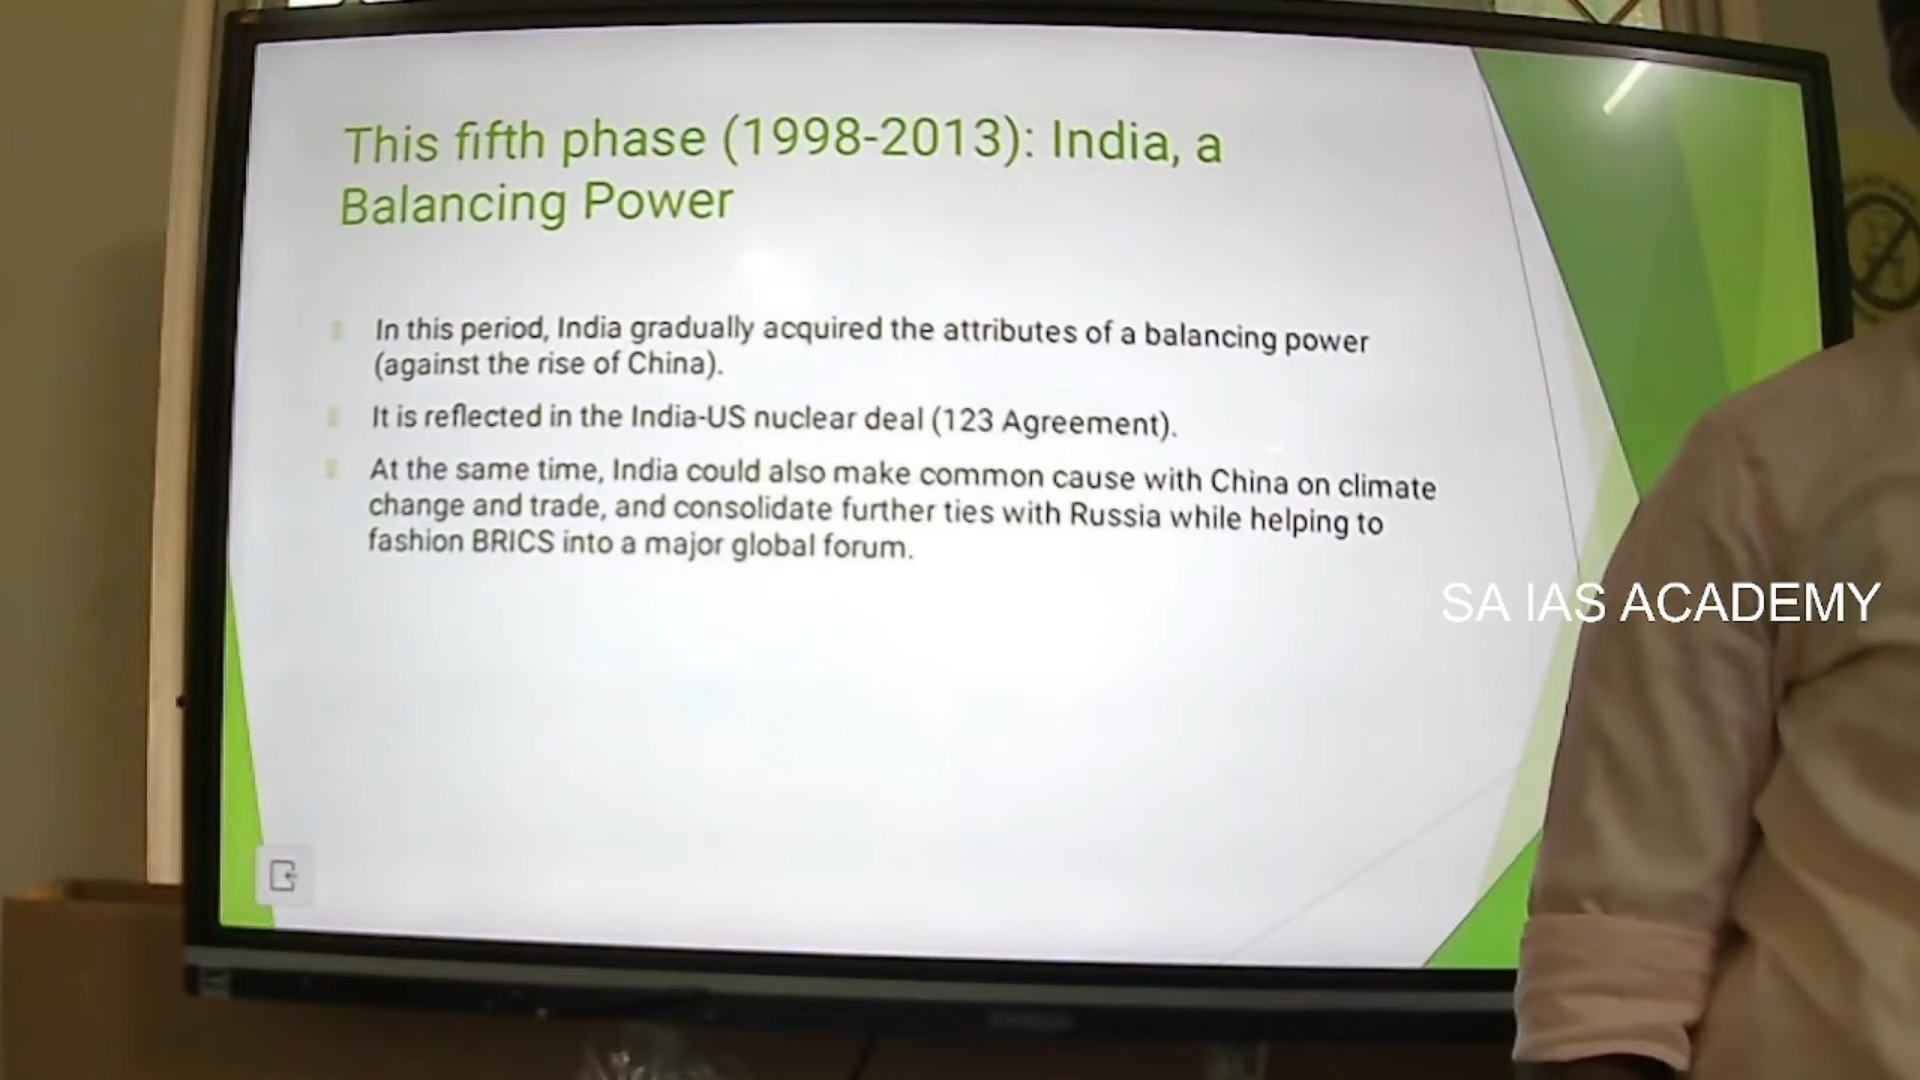 This fifth phase (1998-2013): India, a
Balancing Power
In this period, India gradually acquired the attributes of a balancing power
(against the rise of China).
It is reflected in the India-US nuclear deal (123 Agreement).
At the same time, India could also make common cause with China on climate
change and trade, and consolidate further ties with Russia while helping to
fashion BRICS into a major global forum.
SA IAS ACADEMY